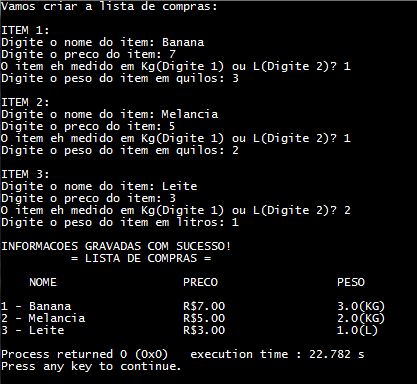 Vamos criar a lista de compras:
ITEM 1:
Digite o nome do item: Banana
Digite o preco do item: 7
O item eh medido em Kg(Digite 1) ou L(Digite 2)? 1
Digite o peso do item em quilos: 3
ITEM 2:
Digite o nome do item: Melancia
Digite o preco do item: 5
O item eh medido em Kg(Digite 1) ou L(Digite 2)? 1
Digite o peso do item em quilos: 2
ITEM 3:
Digite o nome do item: Leite
Digite o preco do item: 3
O item eh medido em Kg(Digite 1) ou L(Digite 2)? 2
Digite o peso do item em litros: 1
INFORMACOES GRAVADAS COM SUCESSO!
= LISTA DE COMPRAS =
NOME PRECO PESO
1 - Banana R$7.00 3.0(KG)
2 - Melancia R$5.00 2.0(KG)
3 - Leite R$3.00 1.0(L)
Process returned 0 (0x0)   execution time : 22.782 s
Press any key to continue.